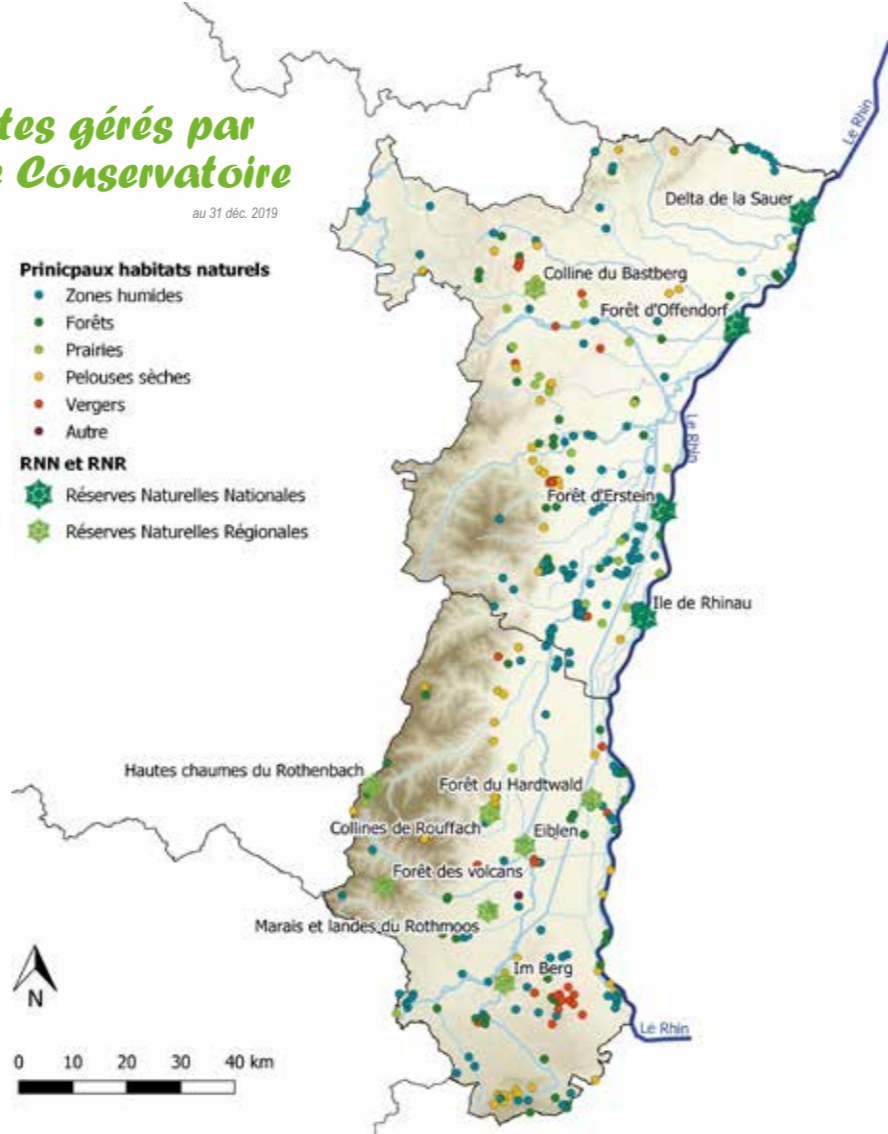 tes gérés par
e Conservatoire
au 31 déc. 2019
Prinicpaux habitats naturels
Zones humides
Forêts
Prairies
Pelouses sèches
Vergers
Autre
RNN et RNR
Réserves Naturelles Nationales
Réserves Naturelles Régionales
Le Rhin
Delta de la Sauer
Colline du Bastberg
Forêt d'Offendorf
Le Rhin
Forêt d'Erstein
Ile de Rhinau
Hautes chaumes du Rothenbach
Forêt du Hardtwald
Collines de Rouffach
Eiblen
Forêt des volcans
Marais et landes du Rothmoos
Im Berg
Le Rhin
N
0 10 20 30 40 km